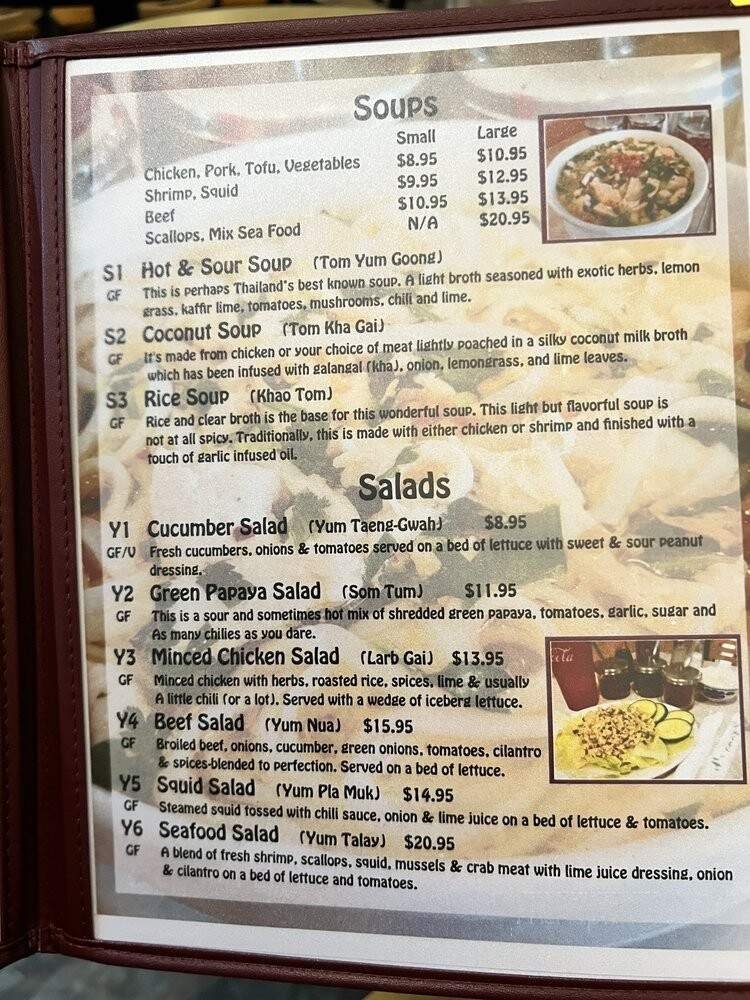 Soups
Small Large
Chicken, Pork, Tofu, Vegetables $8.95 $10.95
Shrimp, Squid $9.95 $12.95
Beef $10.95 $13.95
Scallops, Mix Sea Food N/A $20.95
S1 Hot & Sour Soup (Tom Yum Goong)
GF This is perhaps Thailand's best known soup. A light broth seasoned with exotic herbs, lemon
grass, kaffir lime, tomatoes, mushrooms, chili and lime.
S2 Coconut Soup (Tom Kha Gai)
GF It's made from chicken or your choice of meat lightly poached in a silky coconut milk broth
which has been infused with galangal (kha), onion, lemongrass, and lime leaves.
S3 Rice Soup (Khao Tom)
GF Rice and clear broth is the base for this wonderful soup. This light but flavorful soup is
not at all spicy. Traditionally, this is made with either chicken or shrimp and finished with a
touch of garlic infused oil.
Salads
Y1 Cucumber Salad (Yum Taeng-Gwah) $8.95
GF/V Fresh cucumbers, onions & tomatoes served on a bed of lettuce with sweet & sour peanut
dressing.
Y2 Green Papaya Salad (Som Tum) $11.95
GF This is a sour and sometimes hot mix of shredded green papaya, tomatoes, garlic, sugar and
As many chilies as you dare.
Y3 Minced Chicken Salad (Larb Gai) $13.95
GF Minced chicken with herbs, roasted rice, spices, lime & usually
A little chili (or a lot). Served with a wedge of iceberg lettuce.
Y4 Beef Salad (Yum Nua) $15.95
GF Broiled beef, onions, cucumber, green onions, tomatoes, cilantro
& spices-blended to perfection. Served on a bed of lettuce.
Y5 Squid Salad (Yum Pla Muk) $14.95
GF Steamed squid tossed with chili sauce, onion & lime juice on a bed of lettuce & tomatoes.
Y6 Seafood Salad (Yum Talay) $20.95
GF A blend of fresh shrimp, scallops, squid, mussels & crab meat with lime juice dressing, onion
& cilantro on a bed of lettuce and tomatoes.